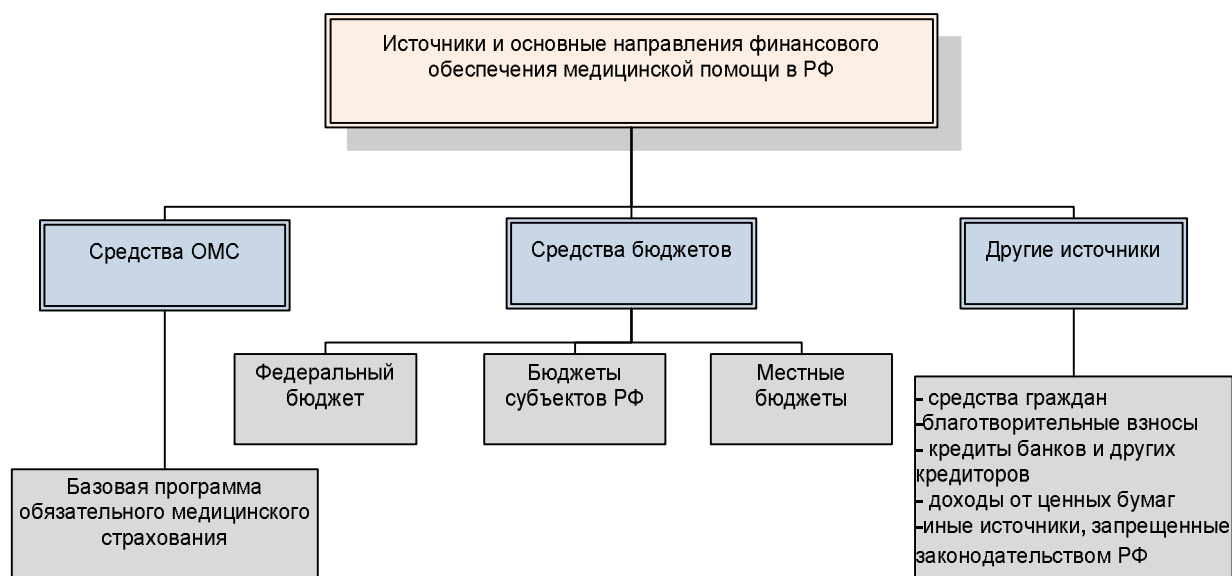 Источники и основные направления финансового
обеспечения медицинской помощи в РФ
Средства ОМС
Средства бюджетов
Другие источники
Федеральный
бюджет
Бюджеты
субъектов РФ
Местные
бюджеты
- средства граждан
-благотворительные взносы
- кредиты банков и других
кредиторов
- доходы от ценных бумаг
-иные источники, запрещенные
законодательством РФ
Базовая программа
обязательного медицинского
страхования